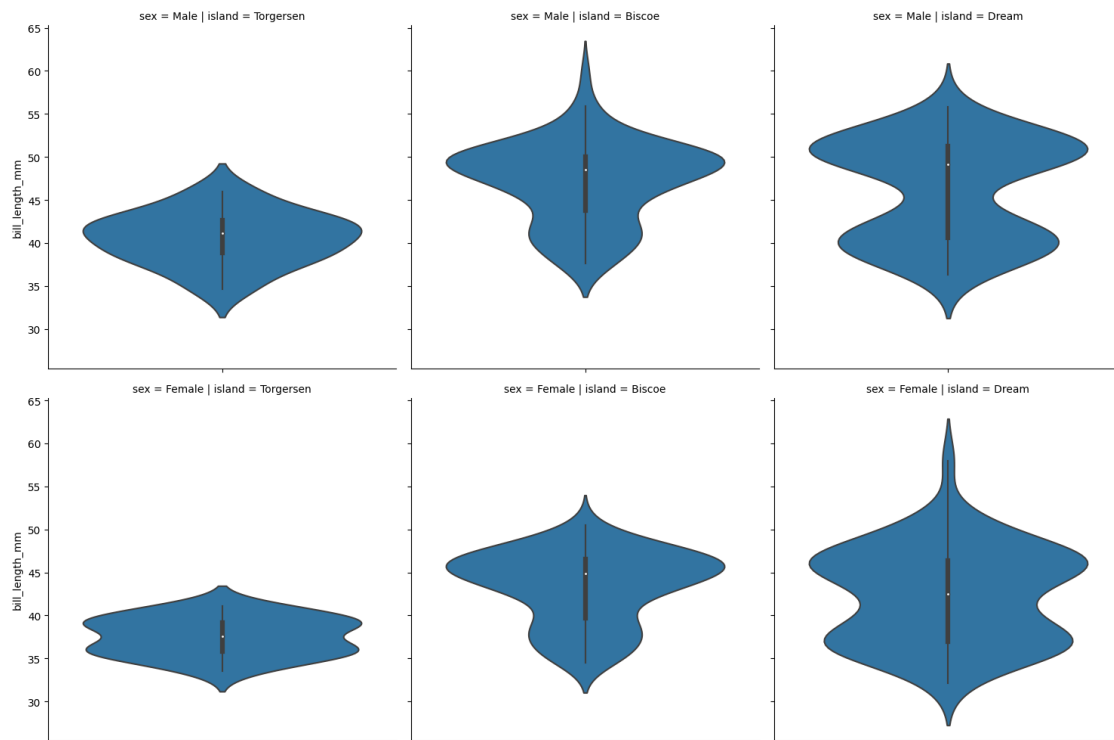 sex = Male | island = Torgersen
sex = Male | island = Biscoe
sex = Male | island = Dream
65
60
55
50
45
40
35
30
bill_length_mm
sex = Female | island = Torgersen
sex = Female | island = Biscoe
sex = Female | island = Dream
65
60
55
50
45
40
35
30
bill_length_mm